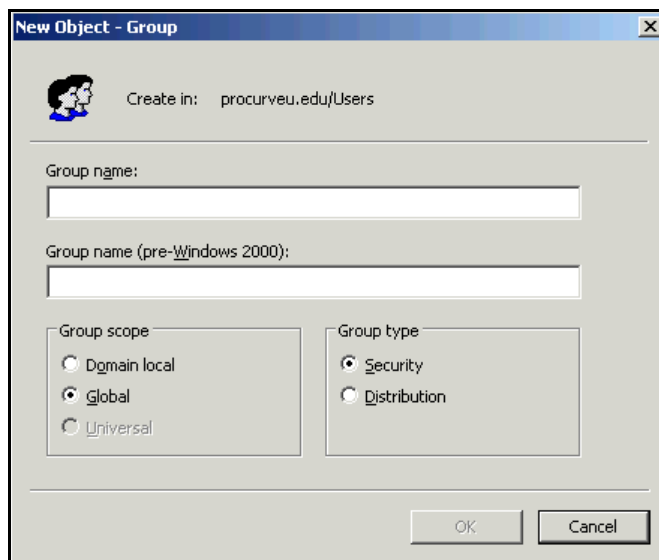 New Object - Group
Create in: procurveu.edu/Users
Group name:
Group name (pre-Windows 2000):
Group scope
Domain local
Global
Universal
Group type
Security
Distribution
OK
Cancel